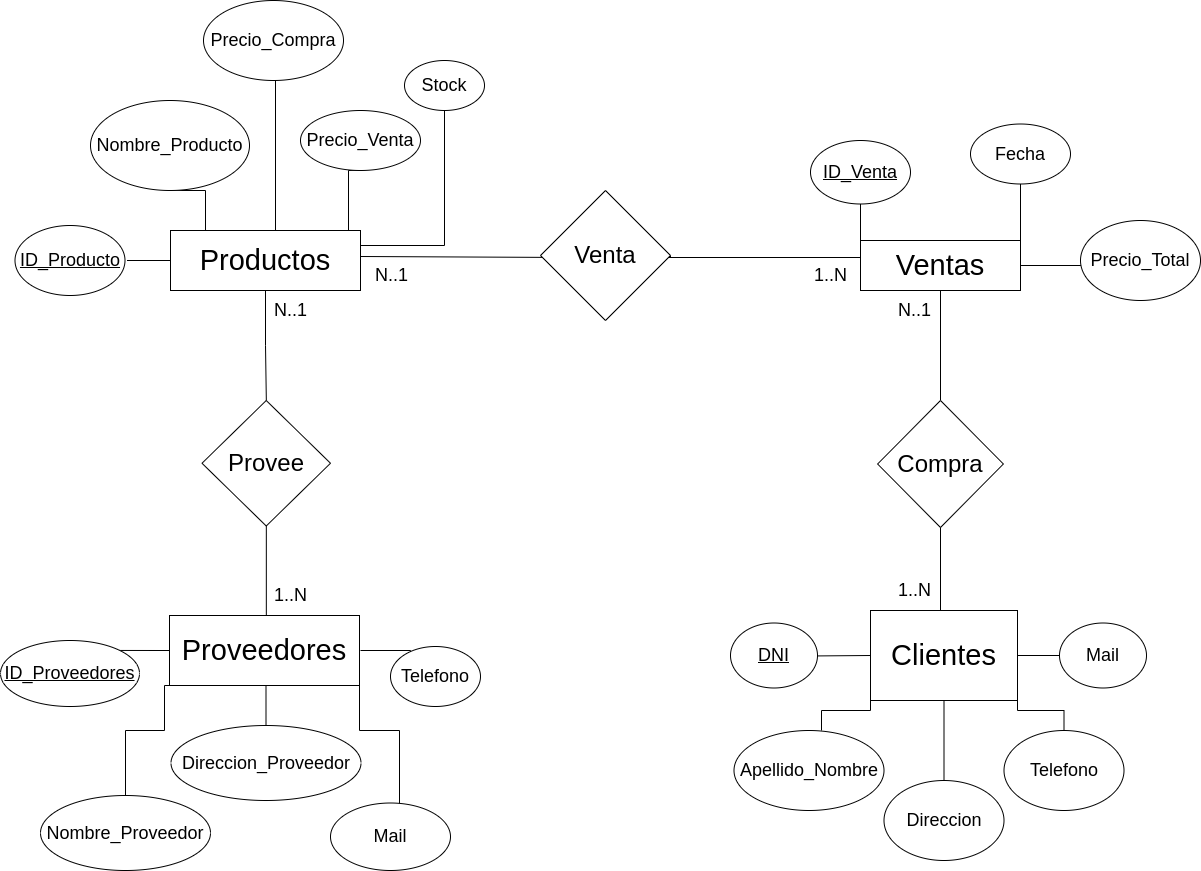 Precio_Compra
Stock
Nombre_Producto
Precio_Venta
ID_Venta
Fecha
ID_Producto
Productos
Venta
Ventas
Precio_Total
N..1
1..N
N..1
N..1
Provee
Compra
1..N
1..N
Proveedores
Clientes
DNI
Mail
ID_Proveedores
Telefono
Direccion_Proveedor
Apellido_Nombre
Telefono
Nombre_Proveedor
Mail
Direccion